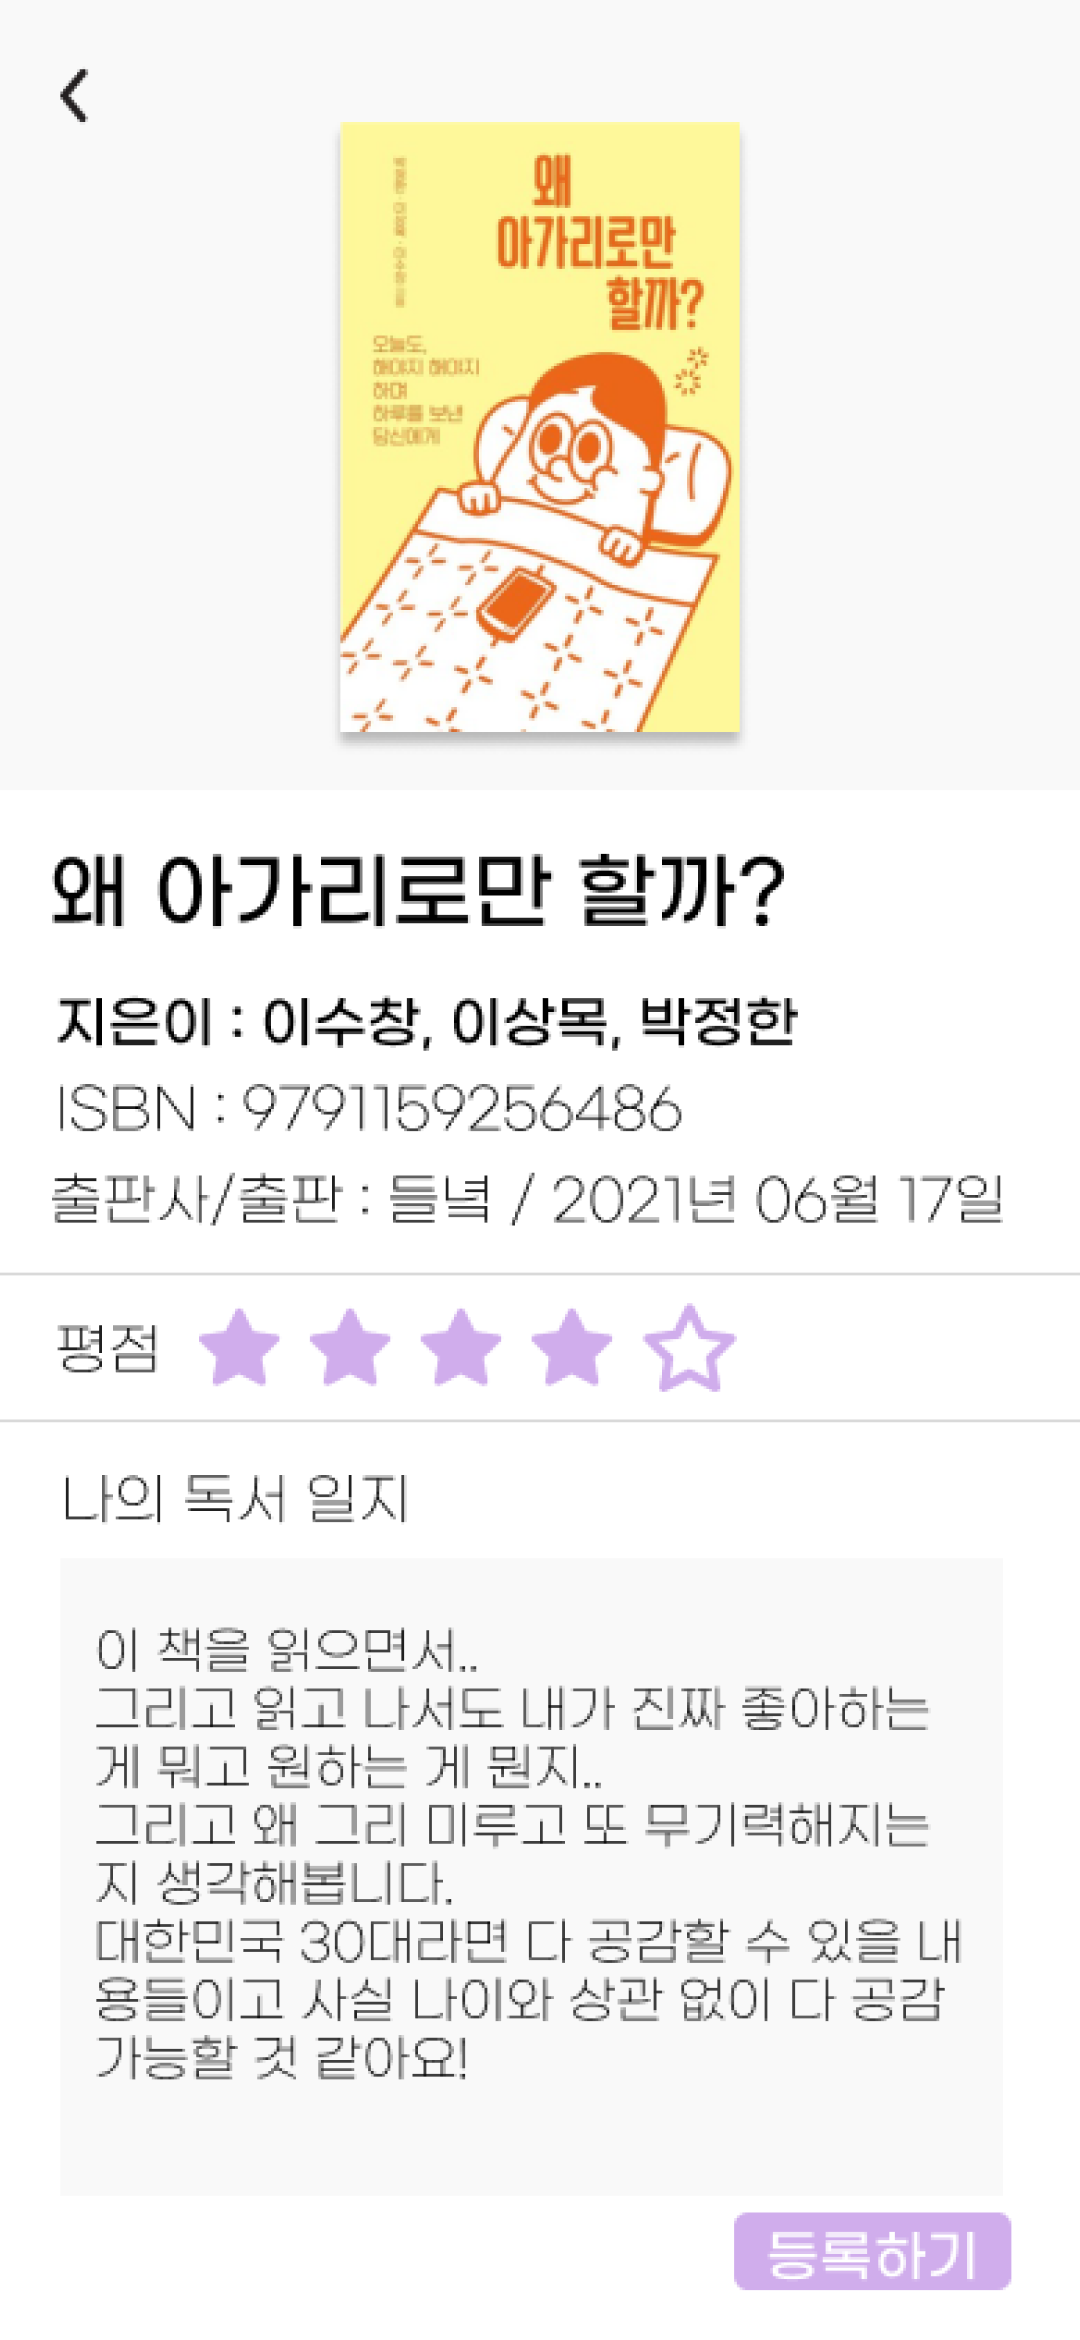 왜
아가리로만
할까?
오늘도,
해야지 해야지
하며
하루를 보낸
당신에게
왜 아가리로만 할까?
지은이 : 이수창, 이상목, 박정한
ISBN : 9791159256486
출판사/출판 : 들녘 / 2021년 06월 17일
평점
나의 독서 일지
이 책을 읽으면서..
그리고 읽고 나서도 내가 진짜 좋아하는
게 뭐고 원하는 게 뭔지..
그리고 왜 그리 미루고 또 무기력해지는
지 생각해봅니다.
대한민국 30대라면 다 공감할 수 있을 내
용들이고 사실 나이와 상관 없이 다 공감
가능할 것 같아요!
등록하기